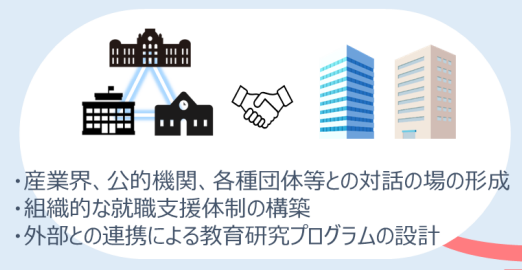 ・産業界、公的機関、各種団体等との対話の場の形成
・組織的な就職支援体制の構築
・外部との連携による教育研究プログラムの設計